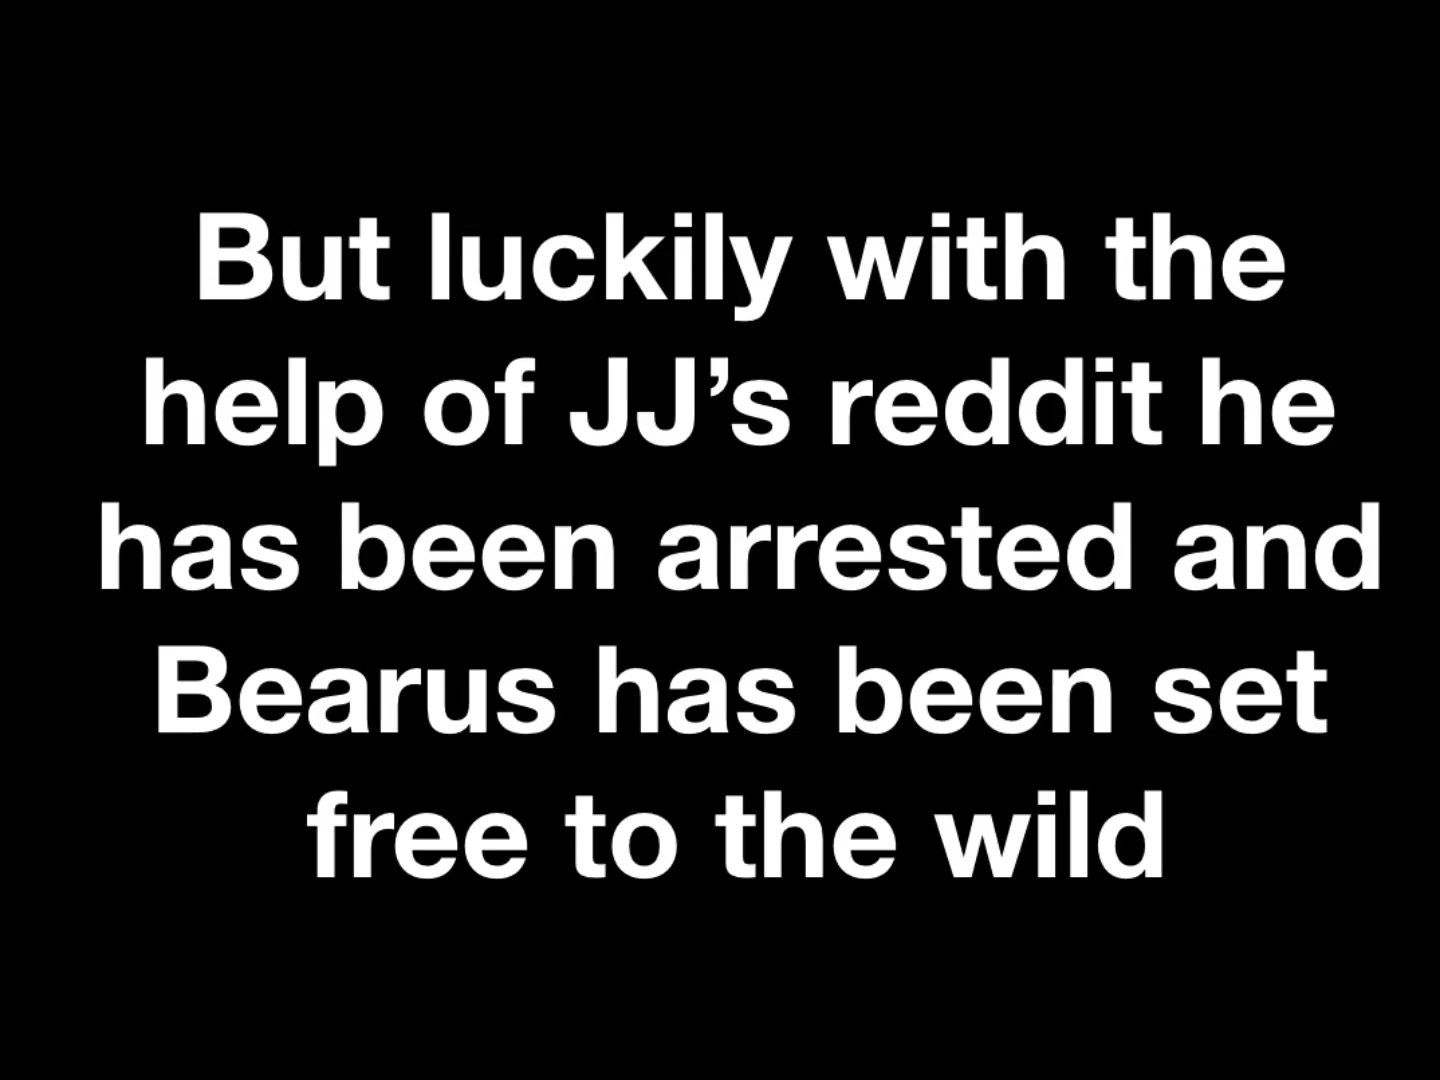 But luckily with the
help of JJ’s reddit he
has been arrested and
Bearus has been set
free to the wild